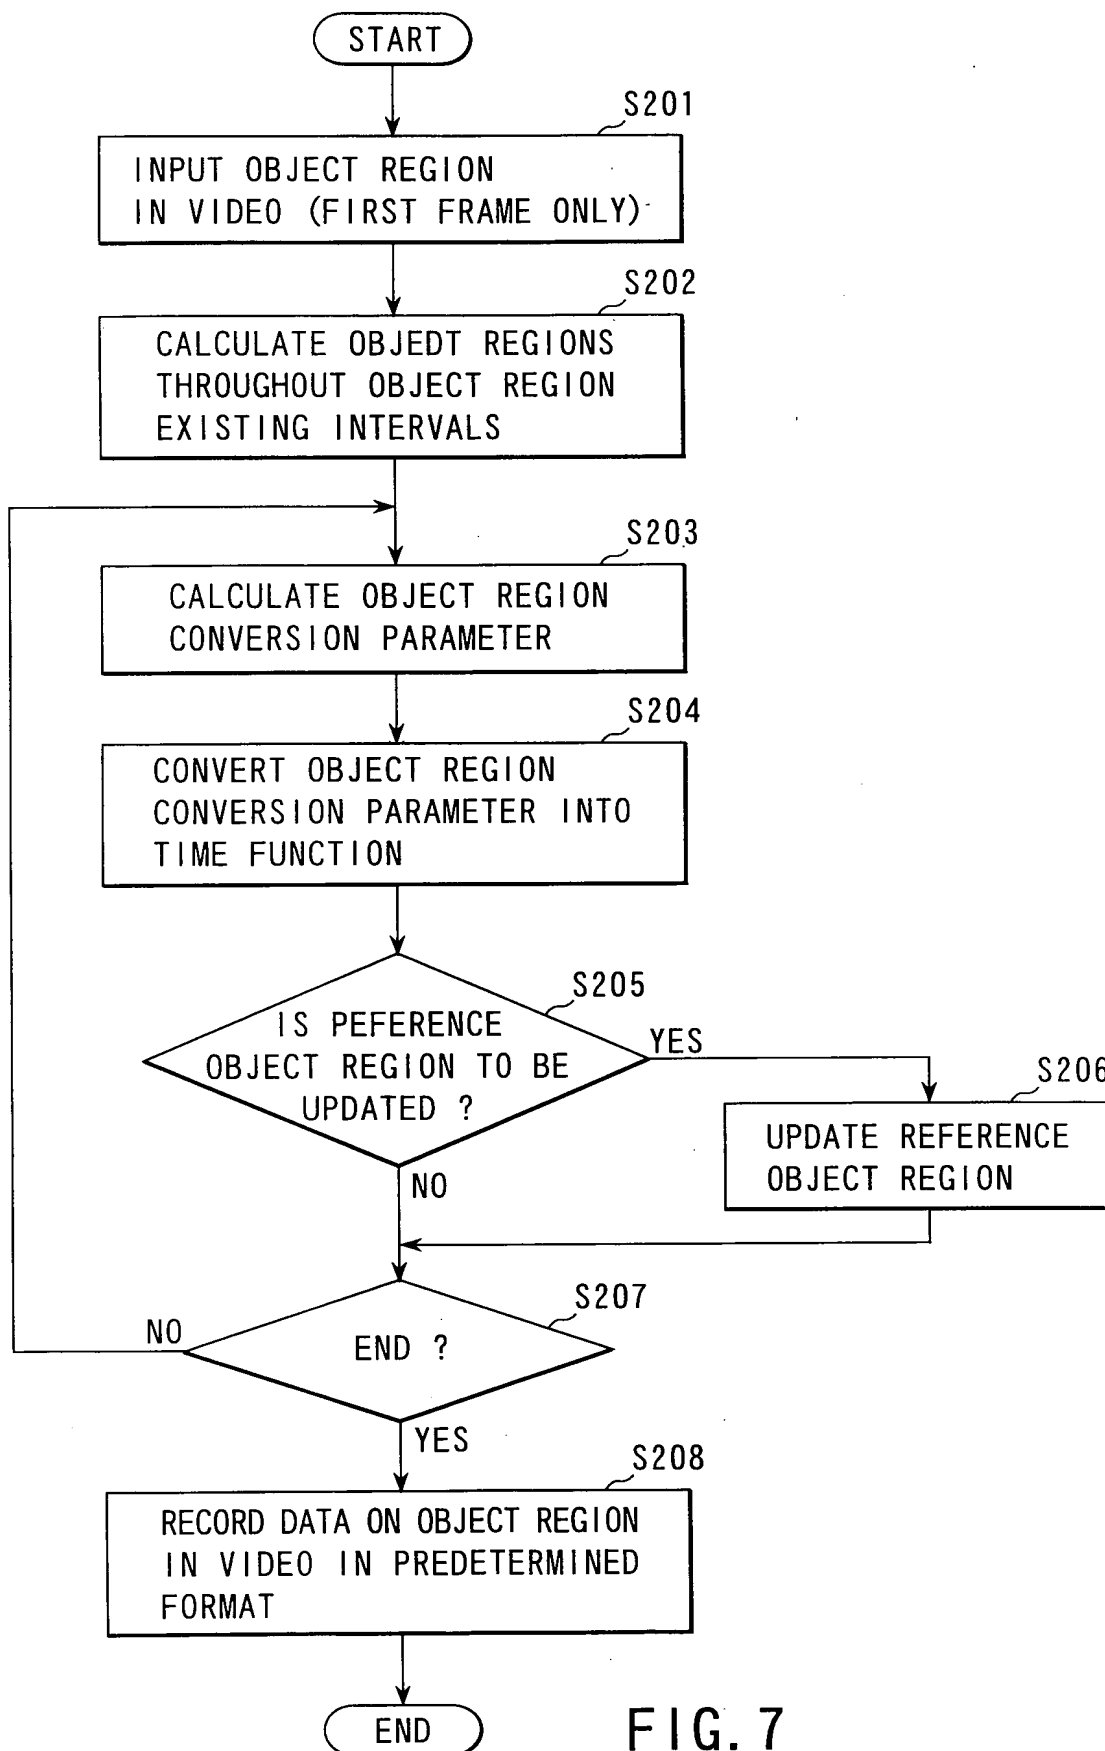 START
S201
INPUT OBJECT REGION
IN VIDEO (FIRST FRAME ONLY)
S202
CALCULATE OBJEDT REGIONS
THROUGHOUT OBJECT REGION
EXISTING INTERVALS
S203
CALCULATE OBJECT REGION
CONVERSION PARAMETER
S204
CONVERT OBJECT REGION
CONVERSION PARAMETER INTO
TIME FUNCTION
S205
IS PEFERENCE
OBJECT REGION TO BE
UPDATED ?
YES
S206
UPDATE REFERENCE
OBJECT REGION
NO
S207
END ?
NO
YES
S208
RECORD DATA ON OBJECT REGION
IN VIDEO IN PREDETERMINED
FORMAT
END
FIG. 7